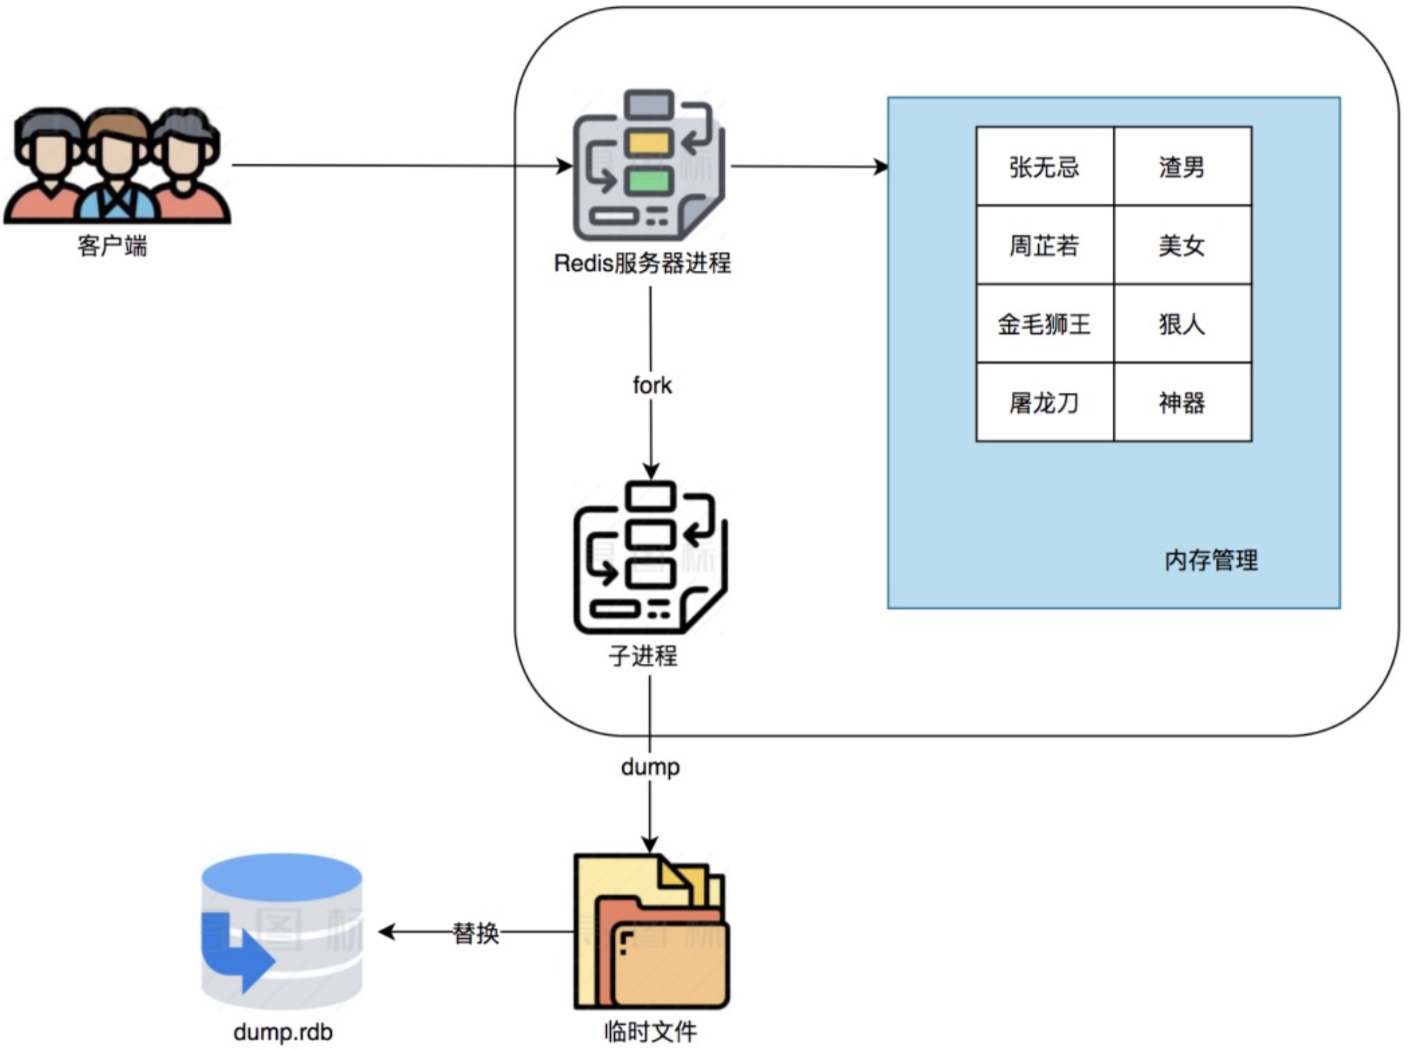 客户端
Redis服务器进程
张无忌 渣男
周芷若 美女
金毛狮王 狠人
屠龙刀 神器
内存管理
fork
子进程
dump
替换
dump.rdb
临时文件